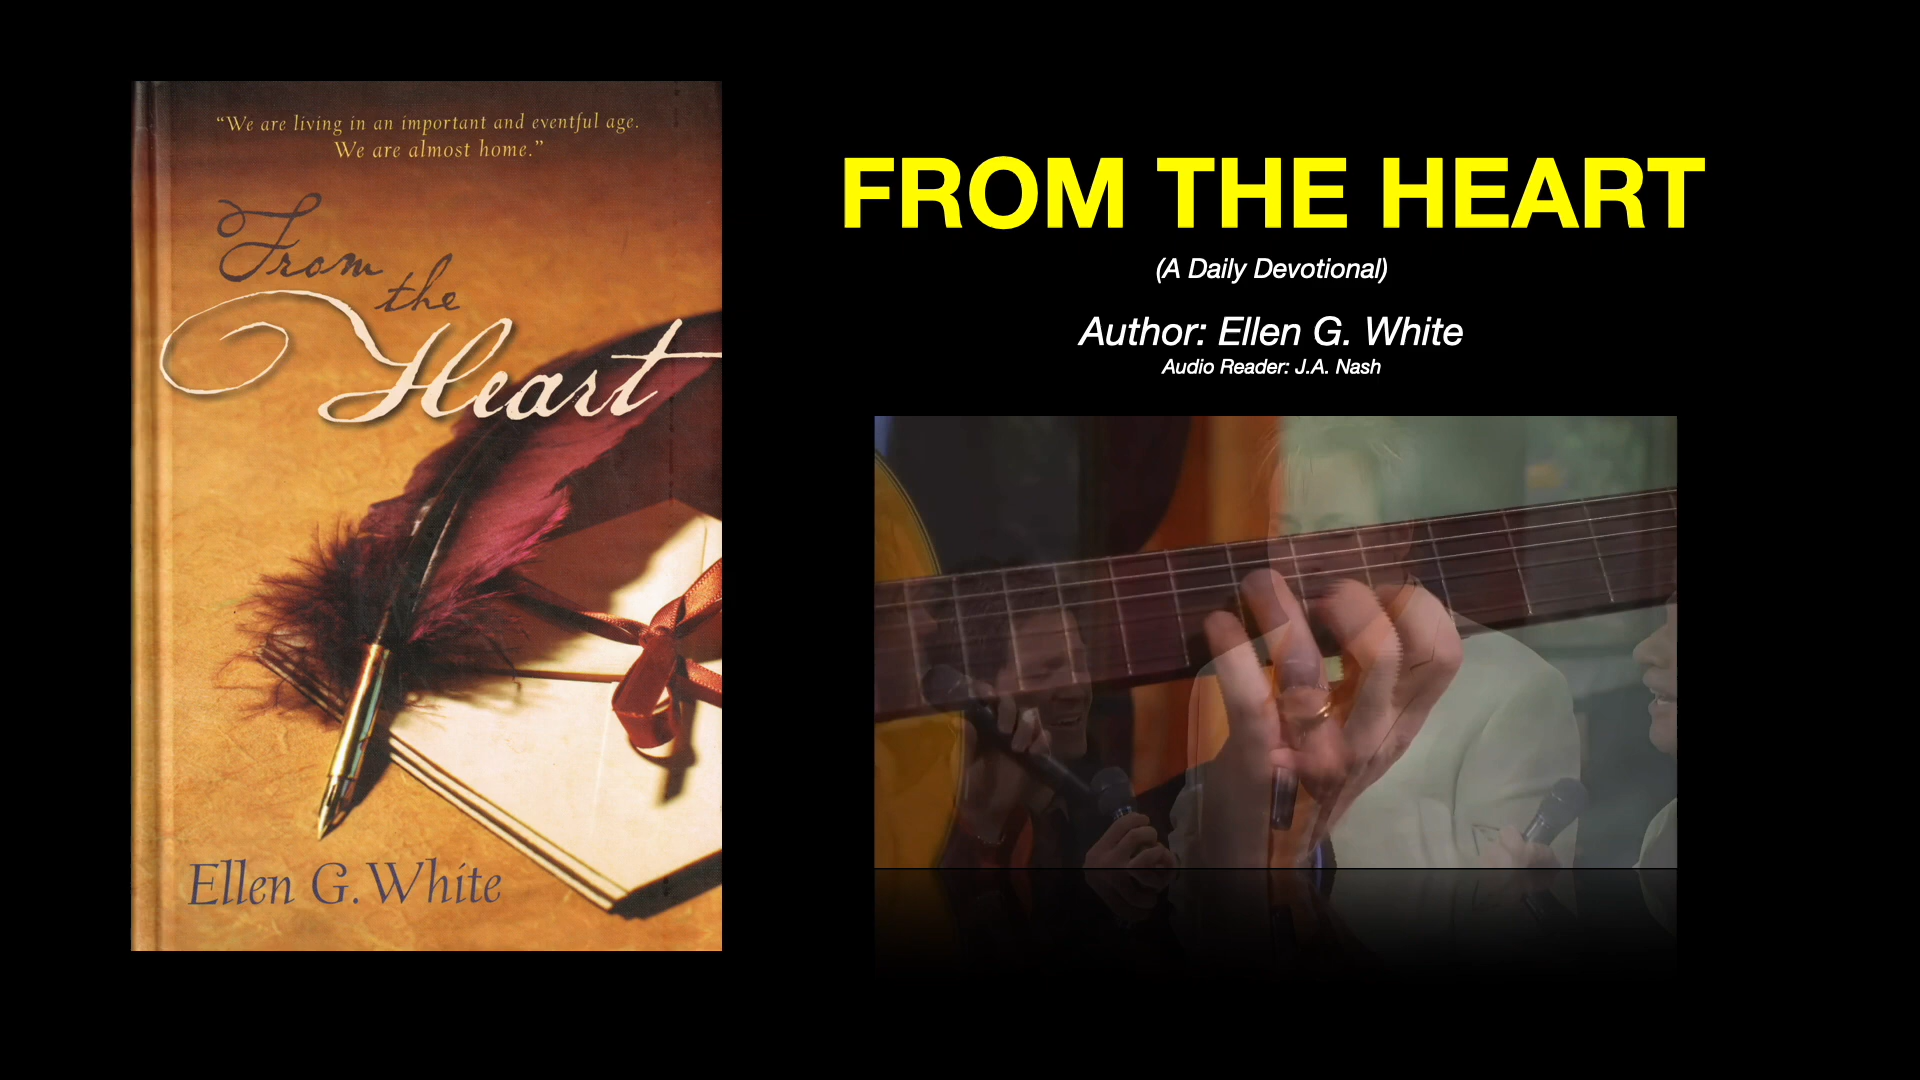 “We are living in an important and eventful age.
We are almost home.”
From
the
Heart
Ellen G. White
FROM THE HEART
(A Daily Devotional)
Author: Ellen G. White
Audio Reader: J.A. Nash